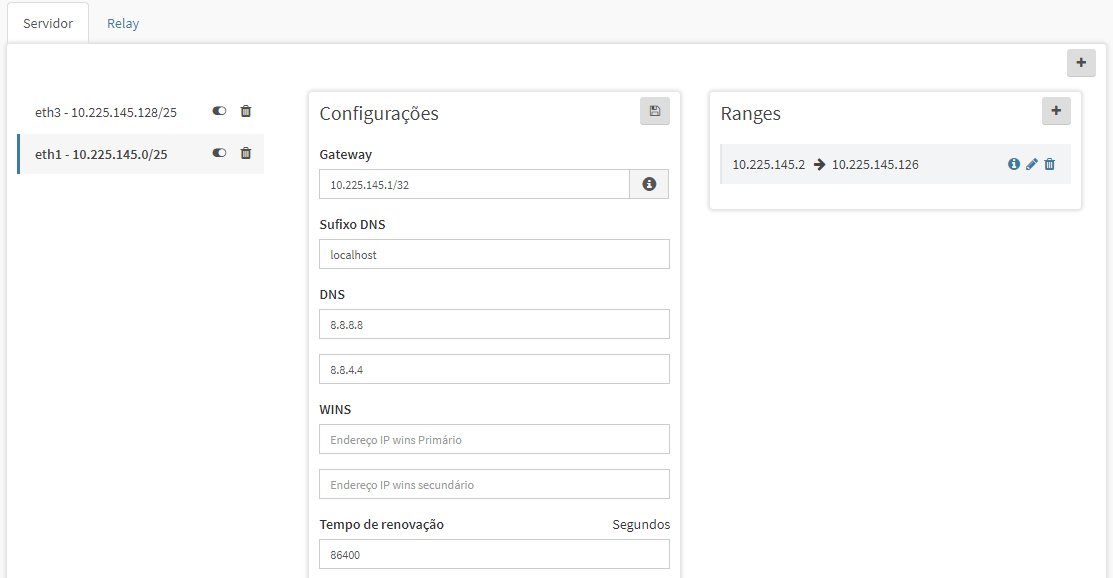 Servidor
Relay
eth3 - 10.225.145.128/25
eth1 - 10.225.145.0/25
Configurações
Gateway
10.225.145.1/32
Sufixo DNS
localhost
DNS
8.8.8.8
8.8.4.4
WINS
Endereço IP wins Primário
Endereço IP wins secundário
Tempo de renovação Segundos
86400
Ranges
10.225.145.2 → 10.225.145.126